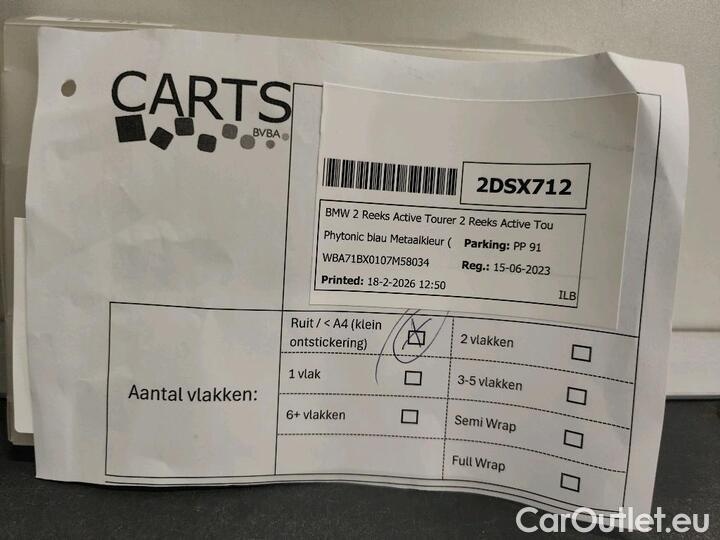 CARTS
BVBA
2DSX712
BMW 2 Reeks Active Tourer 2 Reeks Active Tou
Phytonic blau Metaalkleur ( Parking: PP 91
WBA71BX0107M58034 Reg.: 15-06-2023
Printed: 18-2-2026 12:50 ILB
Aantal vlakken:
Ruit / < A4 (klein
ontstickering)
2 vlakken
1 vlak
3-5 vlakken
6+ vlakken
Semi Wrap
Full Wrap
CarOutlet.eu